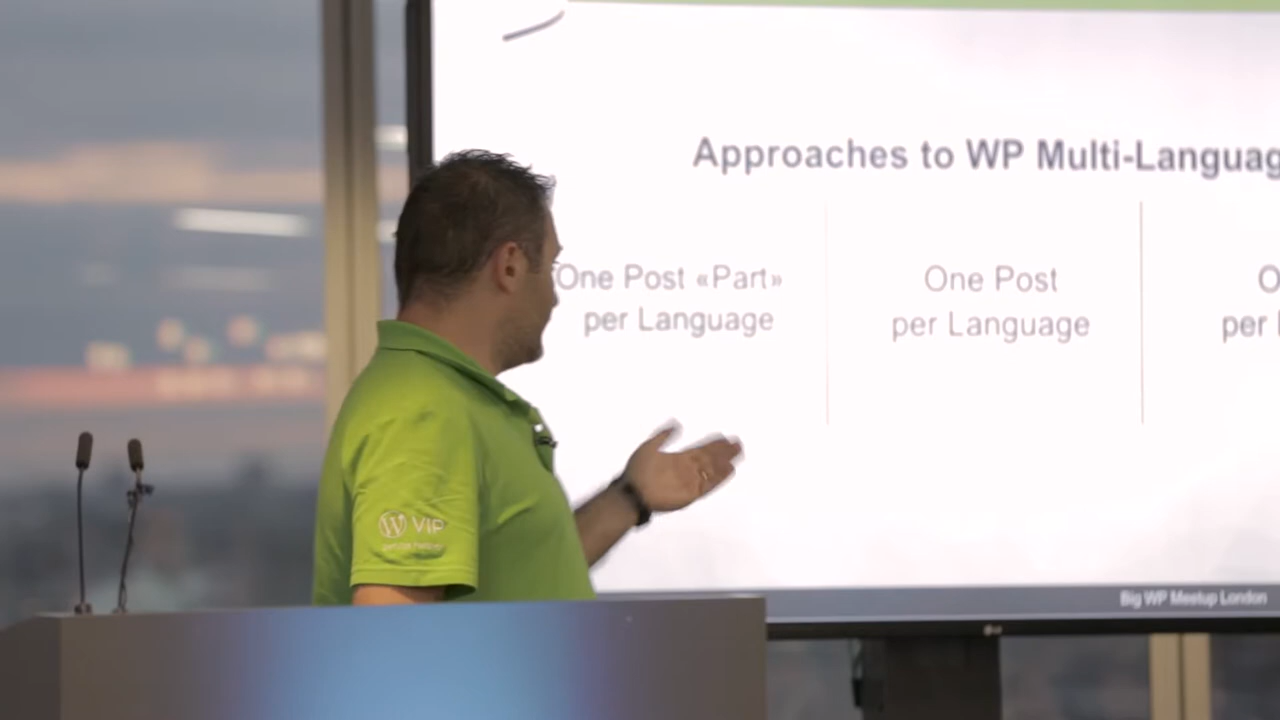 Approaches to WP Multi-Languag
One Post «Part»
per Language
One Post
per Language
O
per
VIP
Big WP Meetup London